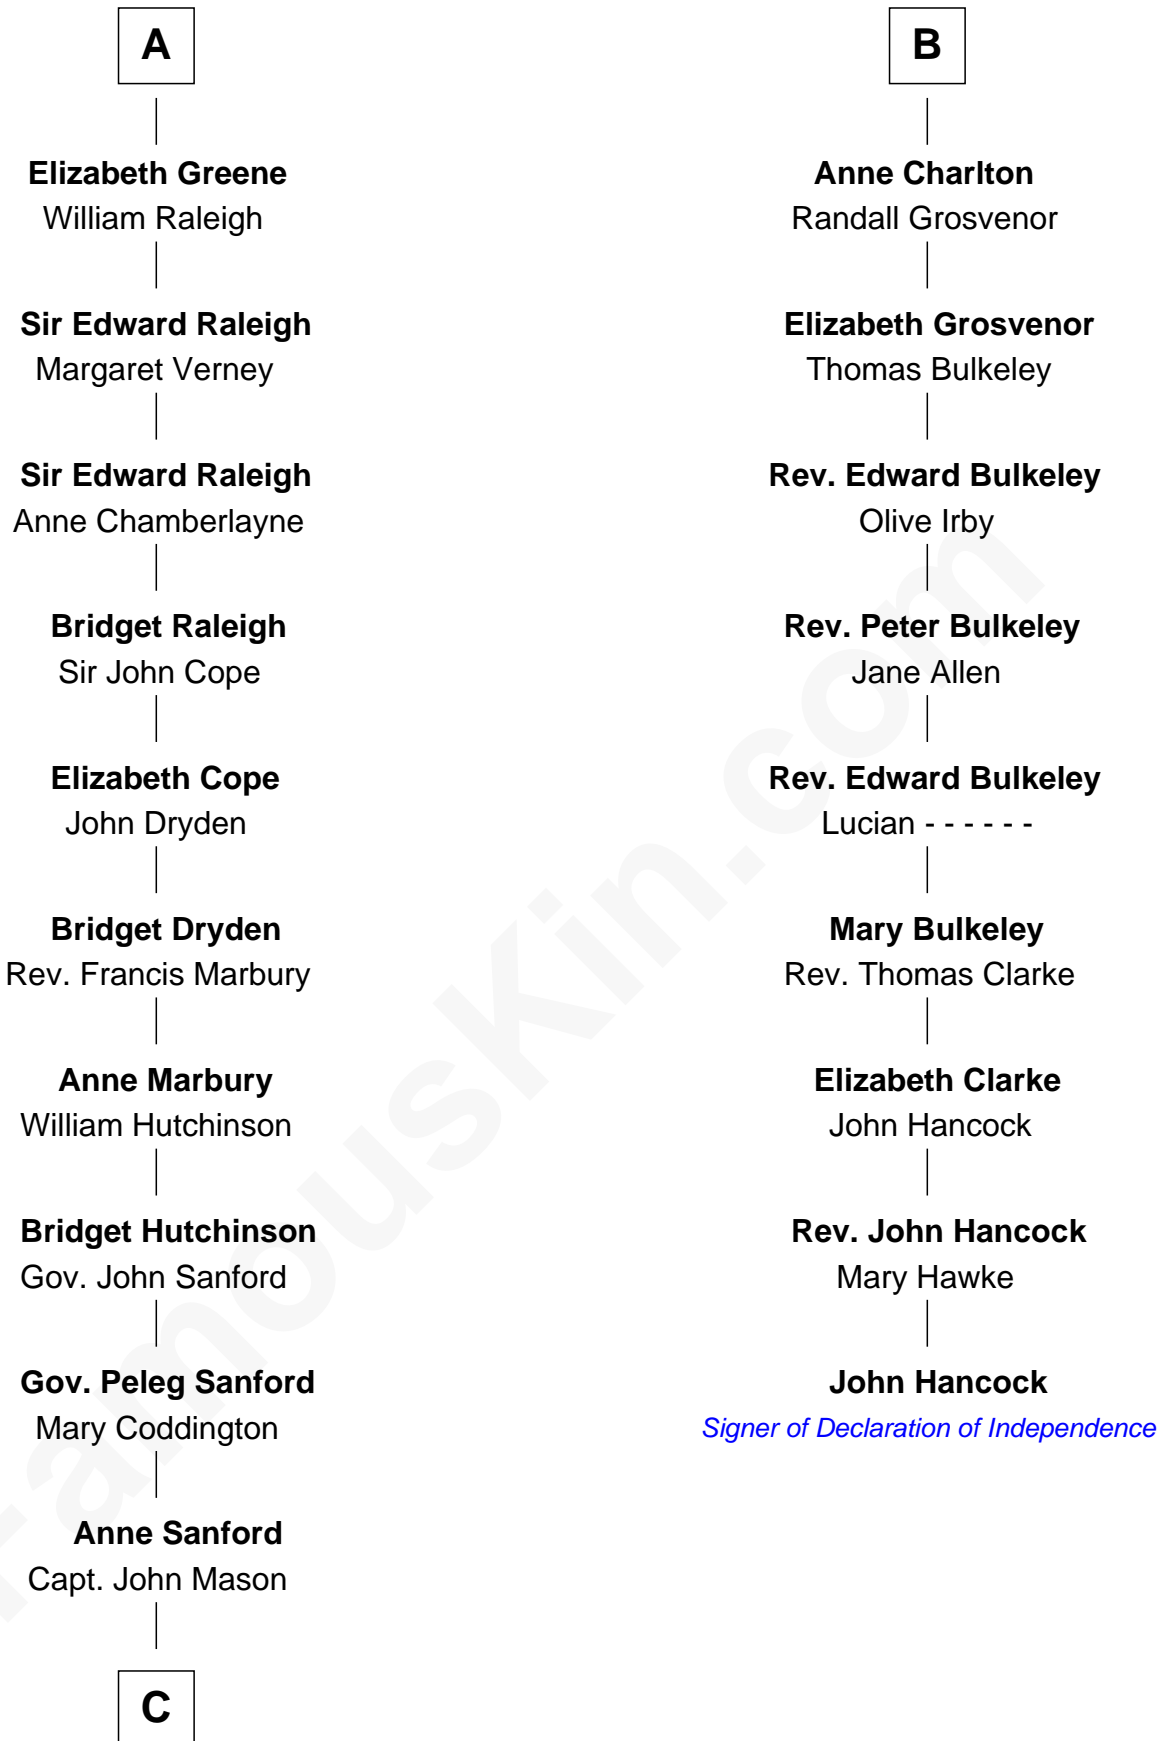 A
Elizabeth Greene
William Raleigh
Sir Edward Raleigh
Margaret Verney
Sir Edward Raleigh
Anne Chamberlayne
Bridget Raleigh
Sir John Cope
Elizabeth Cope
John Dryden
Bridget Dryden
Rev. Francis Marbury
Anne Marbury
William Hutchinson
Bridget Hutchinson
Gov. John Sanford
Gov. Peleg Sanford
Mary Coddington
Anne Sanford
Capt. John Mason
C
B
Anne Charlton
Randall Grosvenor
Elizabeth Grosvenor
Thomas Bulkeley
Rev. Edward Bulkeley
Olive Irby
Rev. Peter Bulkeley
Jane Allen
Rev. Edward Bulkeley
Lucian - - - - - -
Mary Bulkeley
Rev. Thomas Clarke
Elizabeth Clarke
John Hancock
Rev. John Hancock
Mary Hawke
John Hancock
Signer of Declaration of Independence
FamousKin.com